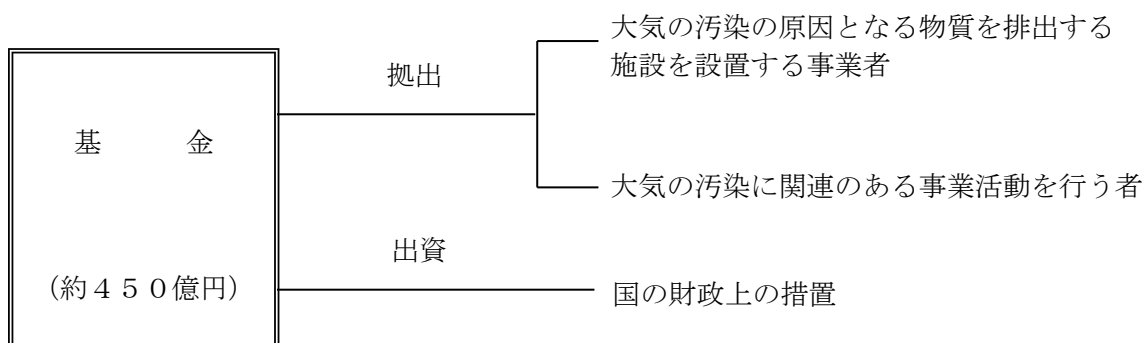 大気の汚染の原因となる物質を排出する
施設を設置する事業者
拠出
基　　　金
大気の汚染に関連のある事業活動を行う者
出資
(約４５０億円)
国の財政上の措置